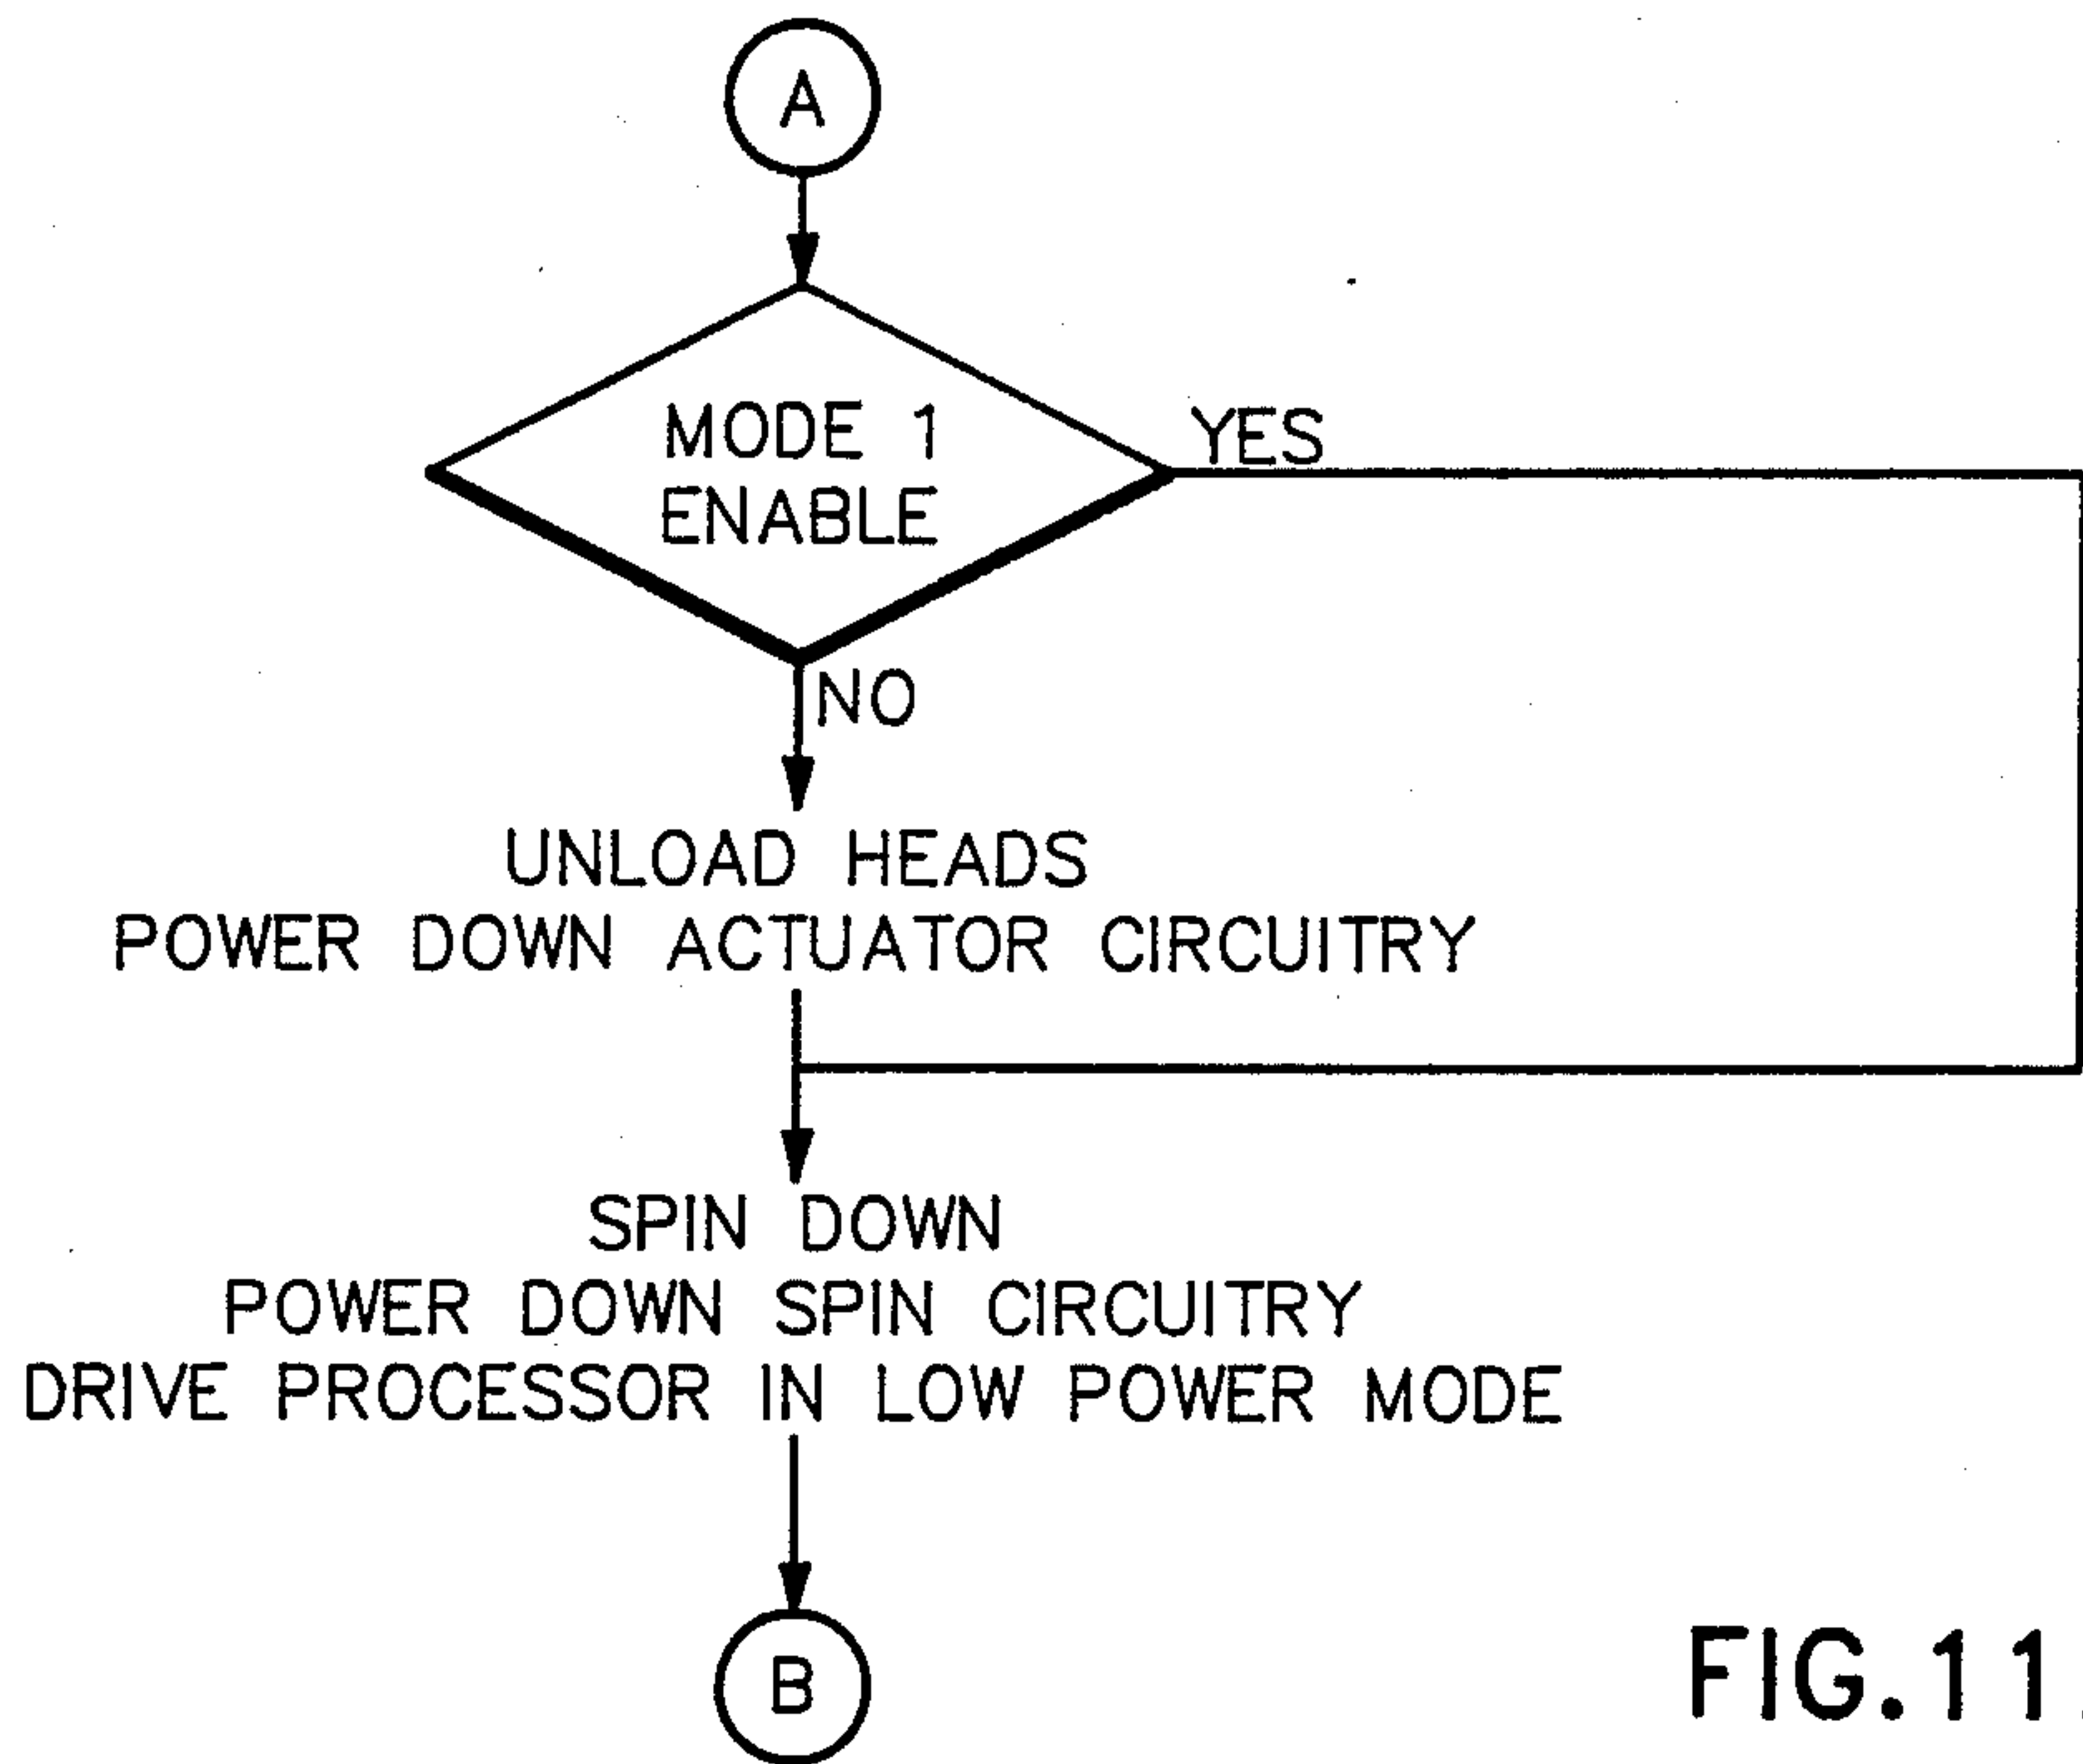 A
MODE 1
ENABLE
YES
NO
UNLOAD HEADS
POWER DOWN ACTUATOR CIRCUITRY
SPIN DOWN
POWER DOWN SPIN CIRCUITRY
DRIVE PROCESSOR IN LOW POWER MODE
B
FIG.11.